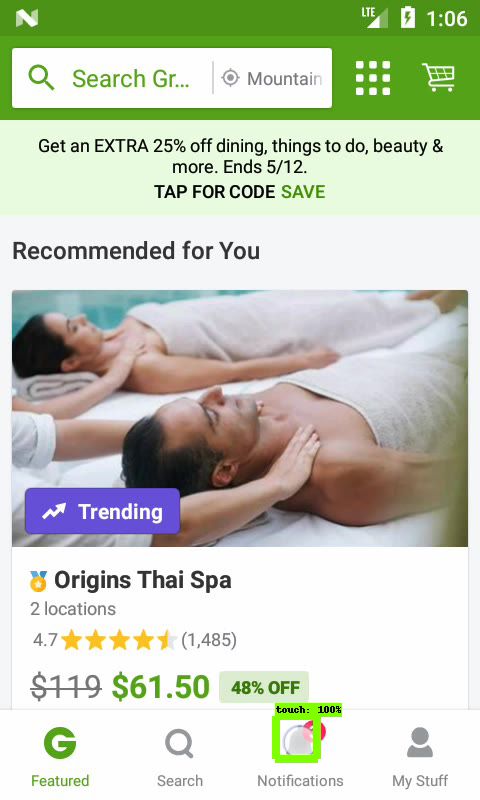 LTE 1:06
Search Gr... Mountain
Get an EXTRA 25% off dining, things to do, beauty &
more. Ends 5/12.
TAP FOR CODE SAVE
Recommended for You
Trending
Origins Thai Spa
2 locations
4.7 (1,485)
$119 $61.50 48% OFF
touch: 100%
Featured Search Notifications My Stuff